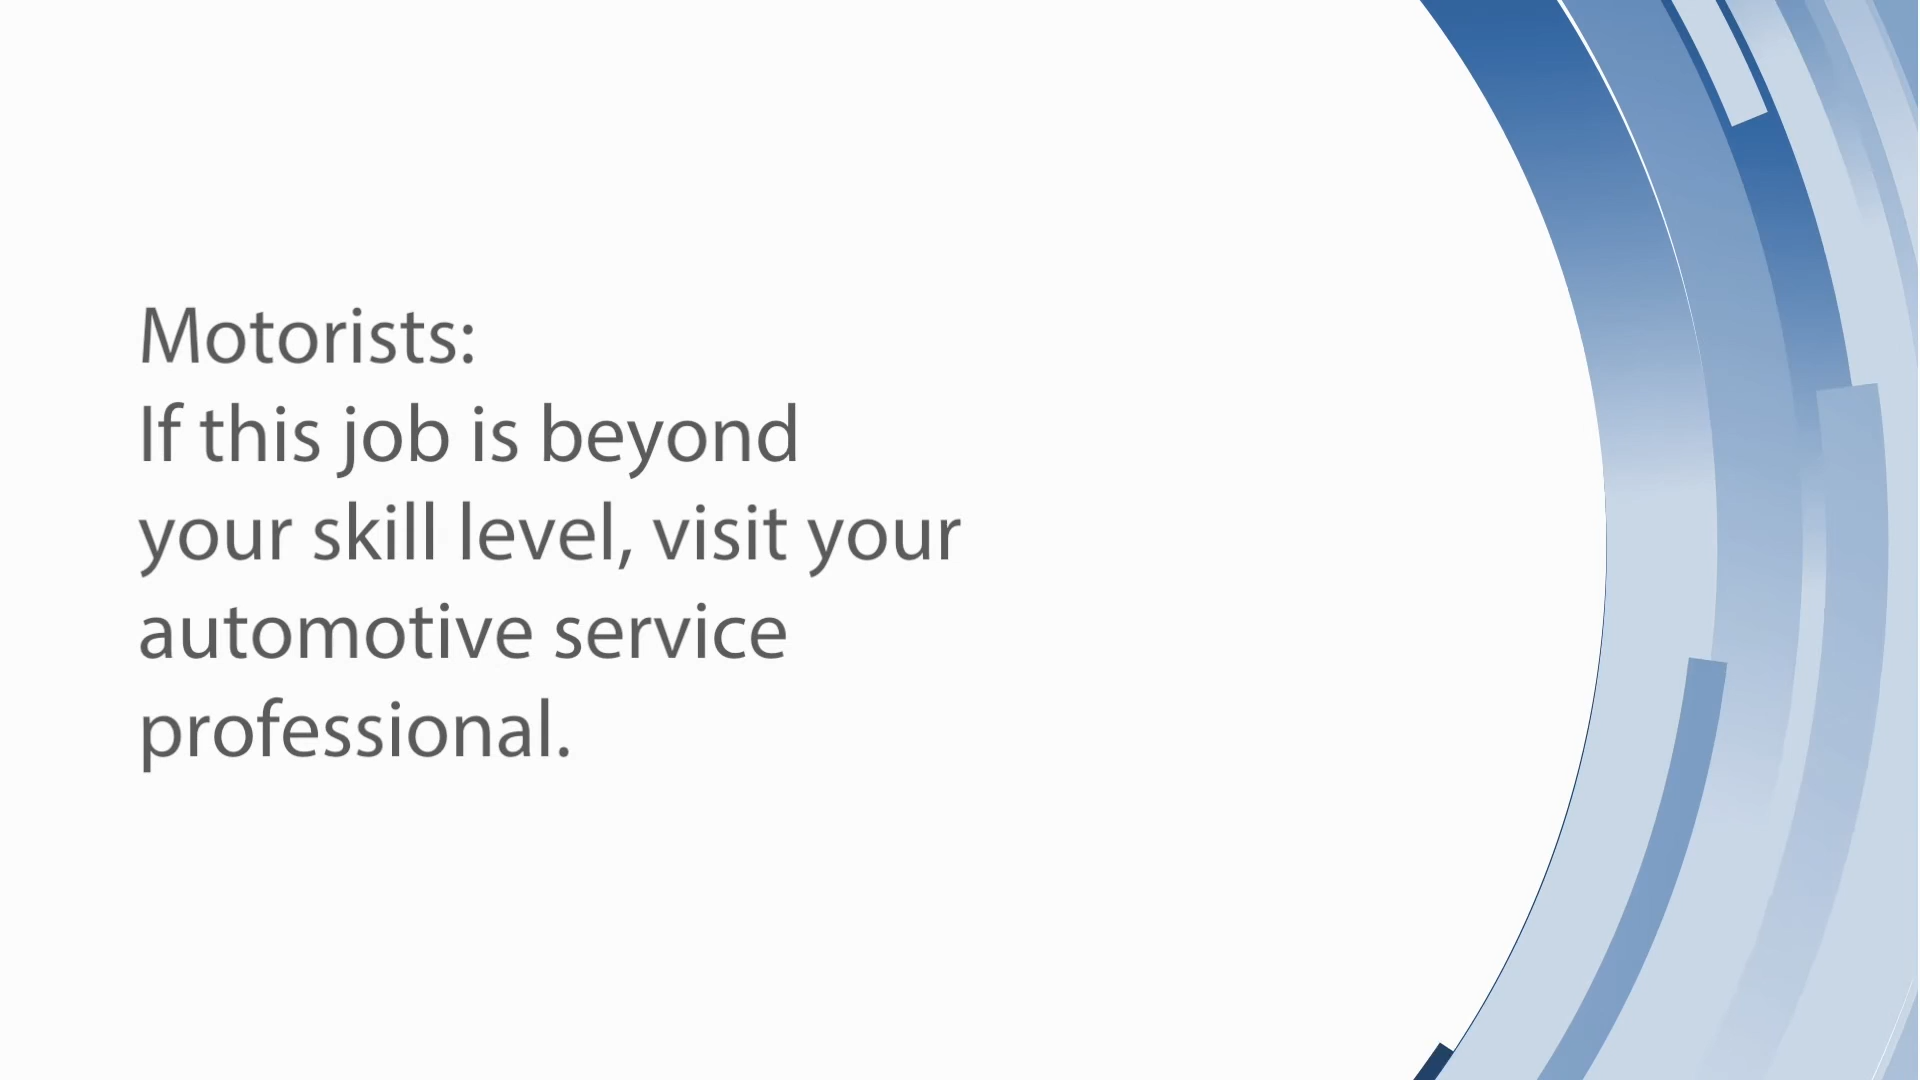 Motorists:
If this job is beyond
your skill level, visit your
automotive service
professional.